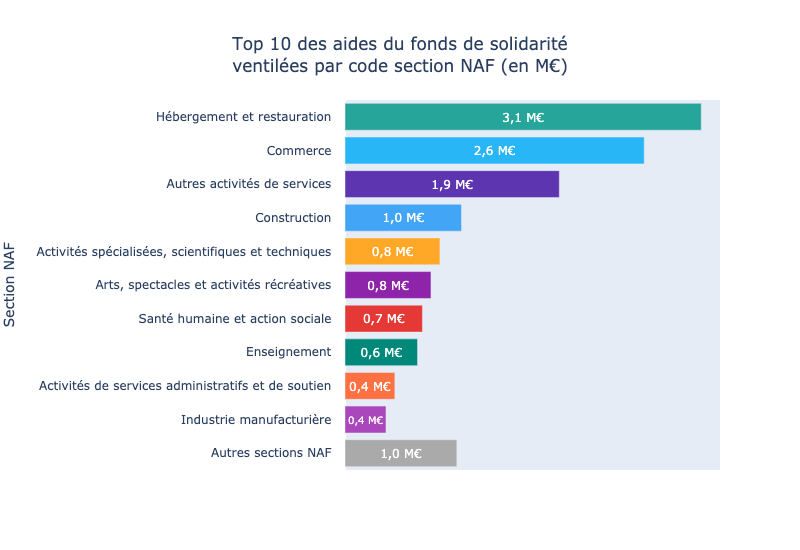 Top 10 des aides du fonds de solidarité
ventilées par code section NAF (en M€)
Section NAF
Hébergement et restauration 3,1 M€
Commerce 2,6 M€
Autres activités de services 1,9 M€
Construction 1,0 M€
Activités spécialisées, scientifiques et techniques 0,8 M€
Arts, spectacles et activités récréatives 0,8 M€
Santé humaine et action sociale 0,7 M€
Enseignement 0,6 M€
Activités de services administratifs et de soutien 0,4 M€
Industrie manufacturière 0,4 M€
Autres sections NAF 1,0 M€